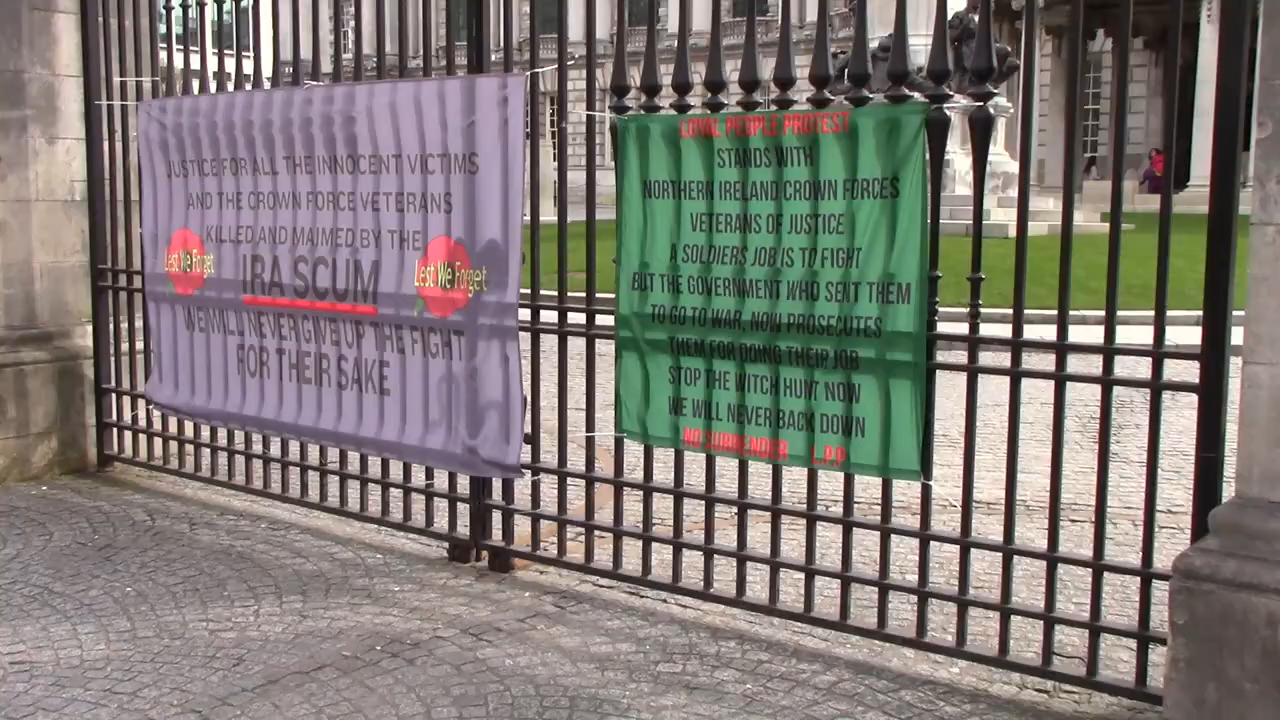 JUSTICE FOR ALL THE INNOCENT VICTIMS
AND THE CROWN FORCE VETERANS
KILLED AND MAIMED BY THE
Lest We Forget
IRA SCUM
Lest We Forget
WE WILL NEVER GIVE UP THE FIGHT
FOR THEIR SAKE
LOYAL PEOPLE PROTEST
STANDS WITH
NORTHERN IRELAND CROWN FORCES
VETERANS OF JUSTICE
A SOLDIERS JOB IS TO FIGHT
BUT THE GOVERNMENT WHO SENT THEM
TO GO TO WAR, NOW PROSECUTES
THEM FOR DOING THEIR JOB
STOP THE WITCH HUNT NOW
WE WILL NEVER BACK DOWN
NO SURRENDER L.P.P